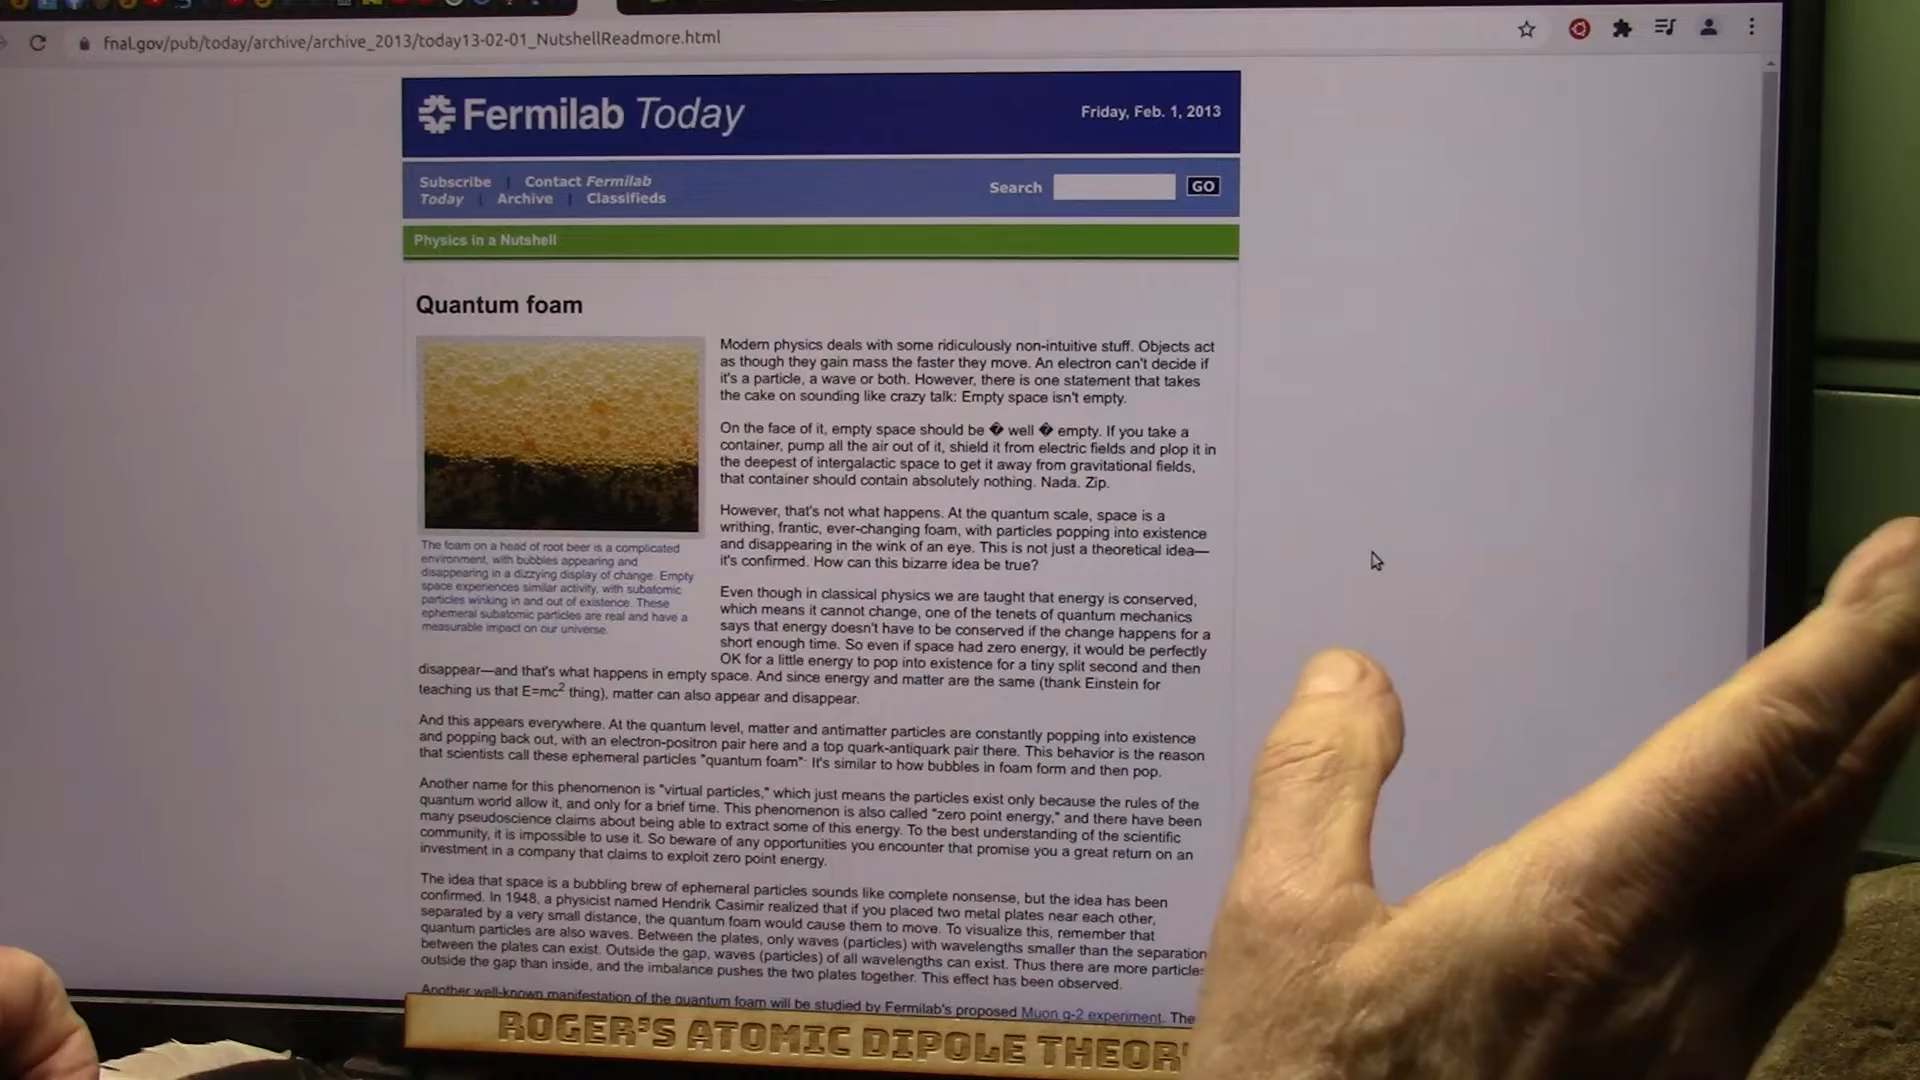 fnal.gov/pub/today/archive/archive_2013/today13-02-01_NutshellReadmore.html
Fermilab Today
Friday, Feb. 1, 2013
Subscribe | Contact Fermilab
Today | Archive | Classifieds
Search
GO
Physics in a Nutshell
Quantum foam
Modern physics deals with some ridiculously non-intuitive stuff. Objects act
as though they gain mass the faster they move. An electron can't decide if
it's a particle, a wave or both. However, there is one statement that takes
the cake on sounding like crazy talk: Empty space isn't empty.
On the face of it, empty space should be � well � empty. If you take a
container, pump all the air out of it, shield it from electric fields and plop it in
the deepest of intergalactic space to get it away from gravitational fields,
that container should contain absolutely nothing. Nada. Zip.
However, that's not what happens. At the quantum scale, space is a
writhing, frantic, ever-changing foam, with particles popping into existence
and disappearing in the wink of an eye. This is not just a theoretical idea—
it's confirmed. How can this bizarre idea be true?
The foam on a head of root beer is a complicated
environment, with bubbles appearing and
disappearing in a dizzying display of change. Empty
space experiences similar activity, with subatomic
particles winking in and out of existence. These
ephemeral subatomic particles are real and have a
measurable impact on our universe.
Even though in classical physics we are taught that energy is conserved,
which means it cannot change, one of the tenets of quantum mechanics
says that energy doesn't have to be conserved if the change happens for a
short enough time. So even if space had zero energy, it would be perfectly
OK for a little energy to pop into existence for a tiny split second and then
disappear—and that's what happens in empty space. And since energy and matter are the same (thank Einstein for
teaching us that E=mc² thing), matter can also appear and disappear.
And this appears everywhere. At the quantum level, matter and antimatter particles are constantly popping into existence
and popping back out, with an electron-positron pair here and a top quark-antiquark pair there. This behavior is the reason
that scientists call these ephemeral particles "quantum foam": It's similar to how bubbles in foam form and then pop.
Another name for this phenomenon is "virtual particles," which just means the particles exist only because the rules of the
quantum world allow it, and only for a brief time. This phenomenon is also called "zero point energy," and there have been
many pseudoscience claims about being able to extract some of this energy. To the best understanding of the scientific
community, it is impossible to use it. So beware of any opportunities you encounter that promise you a great return on an
investment in a company that claims to exploit zero point energy.
The idea that space is a bubbling brew of ephemeral particles sounds like complete nonsense, but the idea has been
confirmed. In 1948, a physicist named Hendrik Casimir realized that if you placed two metal plates near each other,
separated by a very small distance, the quantum foam would cause them to move. To visualize this, remember that
quantum particles are also waves. Between the plates, only waves (particles) with wavelengths smaller than the separation
between the plates can exist. Outside the gap, waves (particles) of all wavelengths can exist. Thus there are more particle
outside the gap than inside, and the imbalance pushes the two plates together. This effect has been observed.
Another well-known manifestation of the quantum foam will be studied by Fermilab's proposed Muon g-2 experiment. The
ROGER'S ATOMIC DIPOLE THEOR